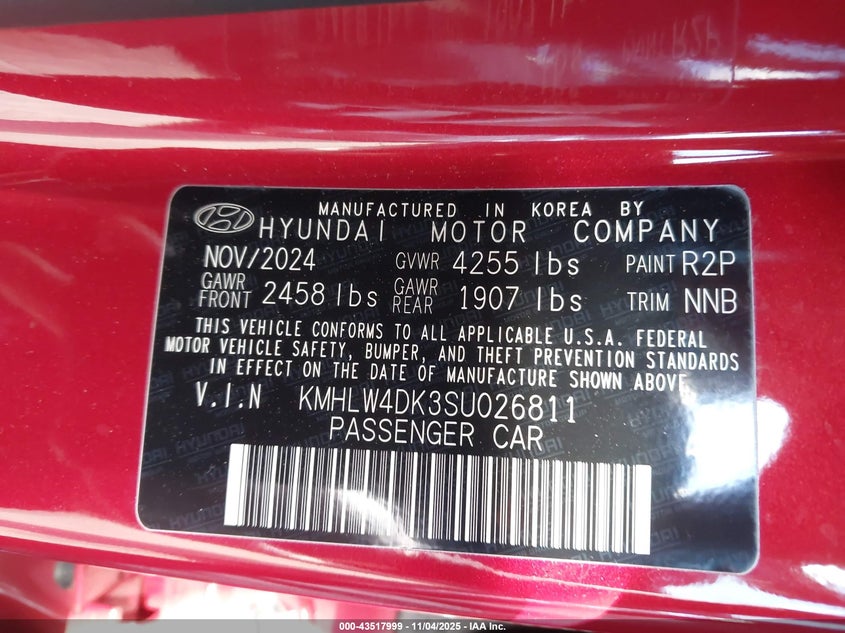 MANUFACTURED IN KOREA BY
HYUNDAI MOTOR COMPANY
NOV/2024 GVWR 4255 lbs PAINT R2P
GAWR FRONT 2458 lbs GAWR REAR 1907 lbs TRIM NNB
THIS VEHICLE CONFORMS TO ALL APPLICABLE U.S.A. FEDERAL
MOTOR VEHICLE SAFETY, BUMPER, AND THEFT PREVENTION STANDARDS
IN EFFECT ON THE DATE OF MANUFACTURE SHOWN ABOVE
V.I.N KMHLW4DK3SU026811
PASSENGER CAR
000-43517999 | 11/04/2025 - IAA Inc.